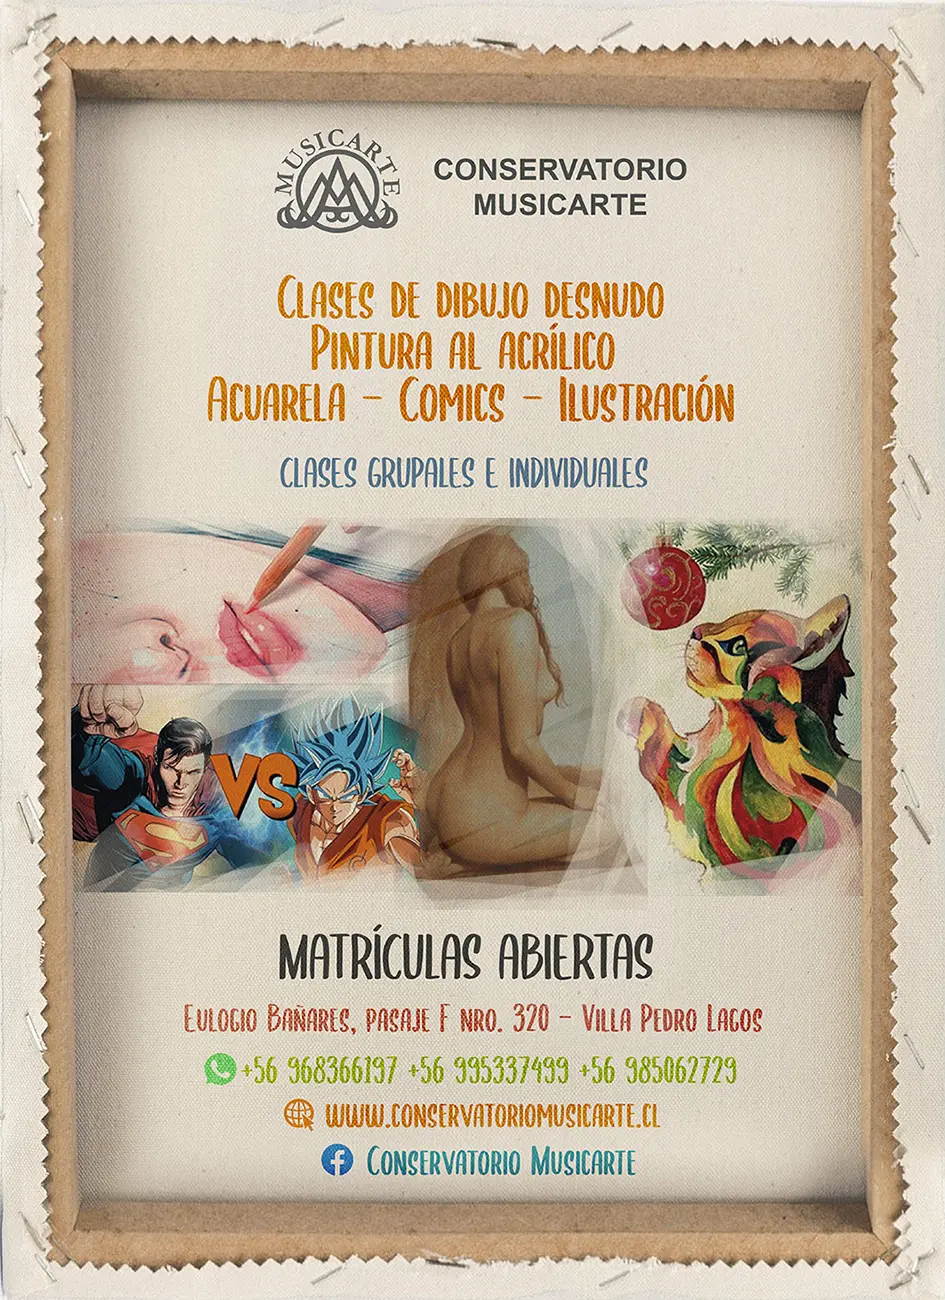 MUSICARTE
CONSERVATORIO
MUSICARTE
Clases de dibujo desnudo
Pintura al acrílico
Acuarela - Comics - Ilustración
clases grupales e individuales
VS
Matrículas abiertas
Eulogio Bañares, pasaje F nro. 320 - Villa Pedro Lagos
+56 968366197 +56 995337499 +56 985062729
www.conservatoriomusicarte.cl
Conservatorio Musicarte